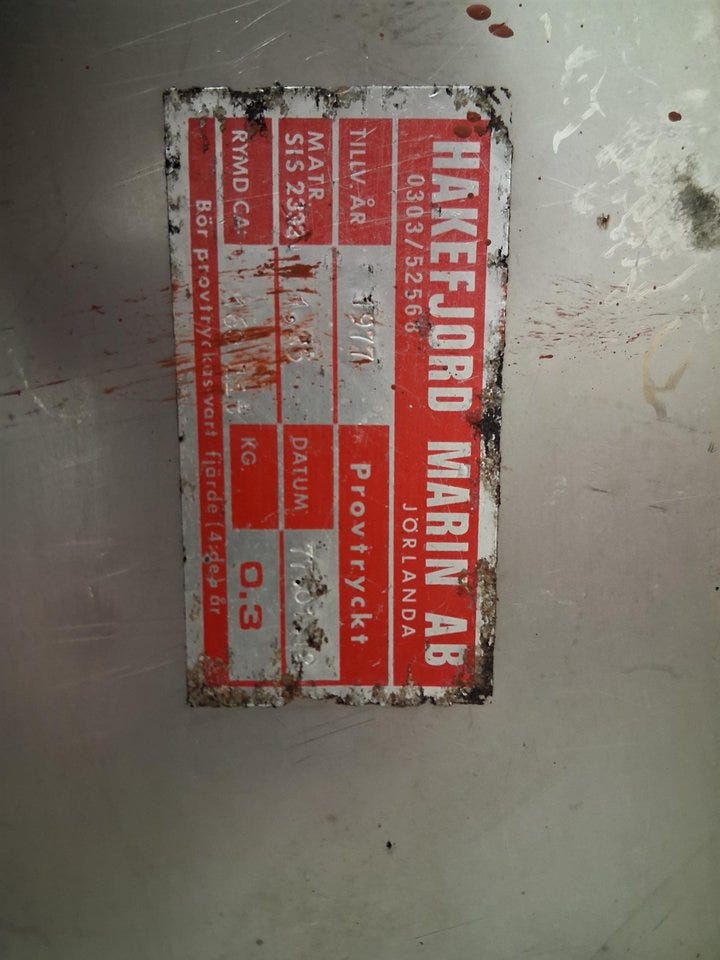 HAKEFJORD MARIN AB
0303/52568 JÖRLANDA
TILLV. ÅR 1977 Provtryckt
MATR. DATUM
SIS 2333
RYMD CA: KG. 0.3
Bör provtryckas vart fjärde (4:de) år